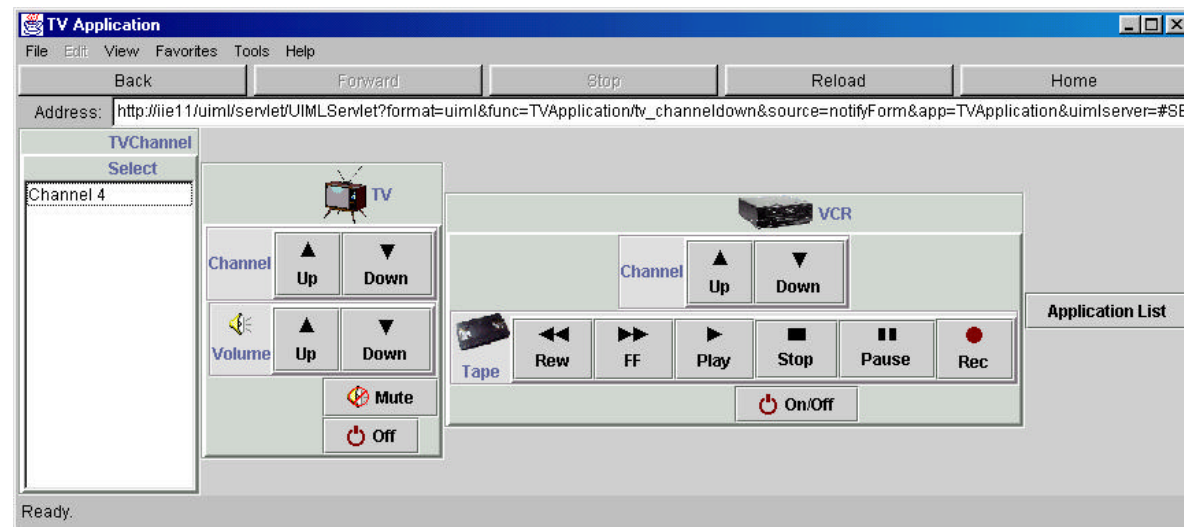 TV Application
File Edit View Favorites Tools Help
Back Forward Stop Reload Home
Address: http://iie11/uiml/servlet/UIMLServlet?format=uiml&func=TVApplication/tv_channeldown&source=notifyForm&app=TVApplication&uimlserver=#SE
TVChannel
Select
Channel 4
TV
Channel Up Down
Volume Up Down
Mute
Off
VCR
Channel Up Down
Tape Rew FF Play Stop Pause Rec
On/Off
Application List
Ready.